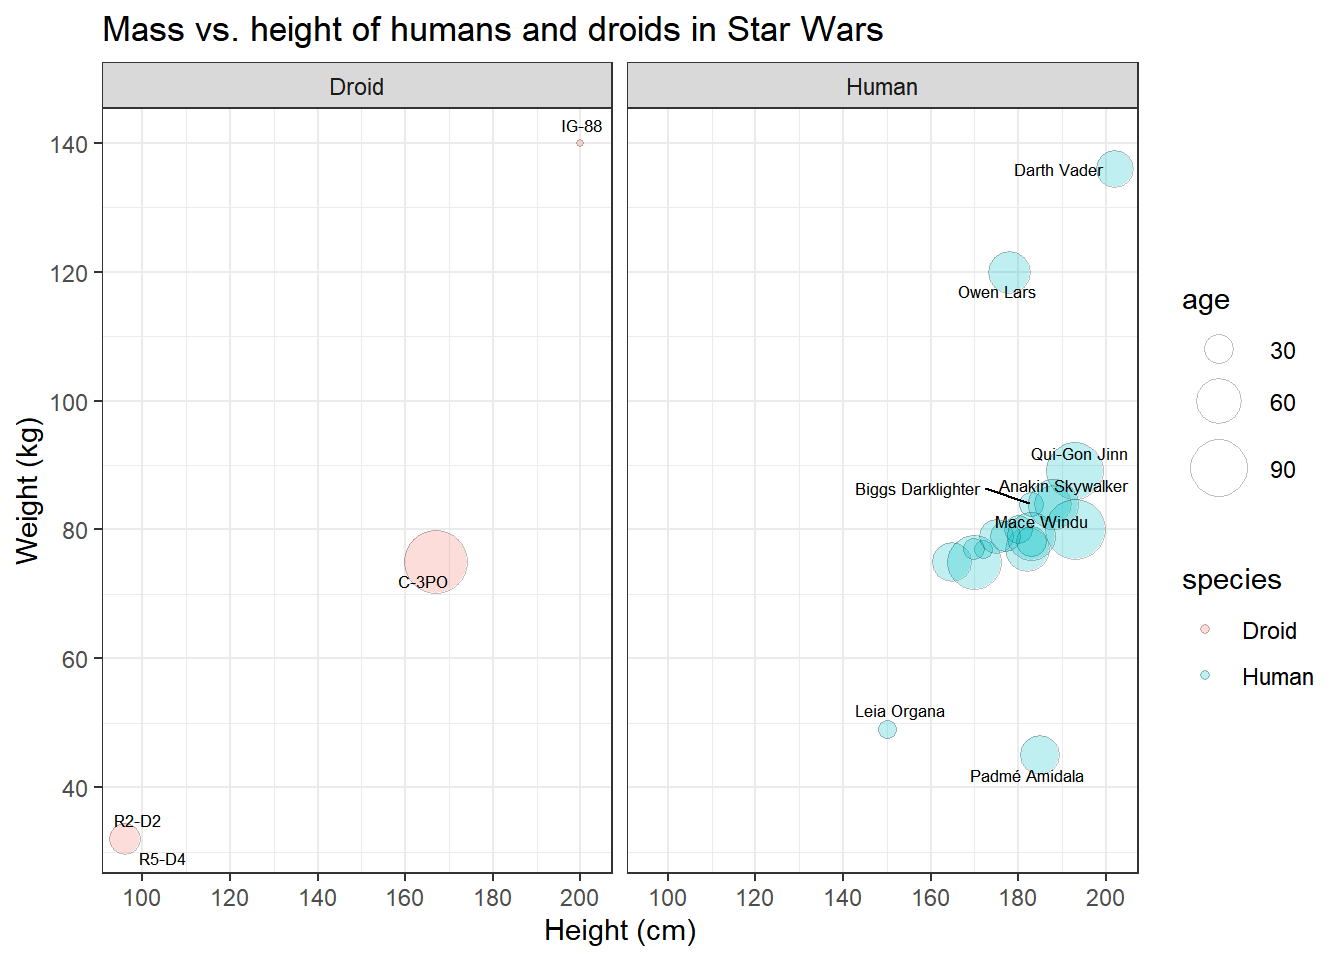 Mass vs. height of humans and droids in Star Wars
Droid
Human
IG-88
C-3PO
R2-D2
R5-D4
Darth Vader
Owen Lars
Qui-Gon Jinn
Biggs Darklighter
Anakin Skywalker
Mace Windu
Leia Organa
Padmé Amidala
140
120
100
80
60
40
Weight (kg)
100 120 140 160 180 200
100 120 140 160 180 200
Height (cm)
age
30
60
90
species
Droid
Human